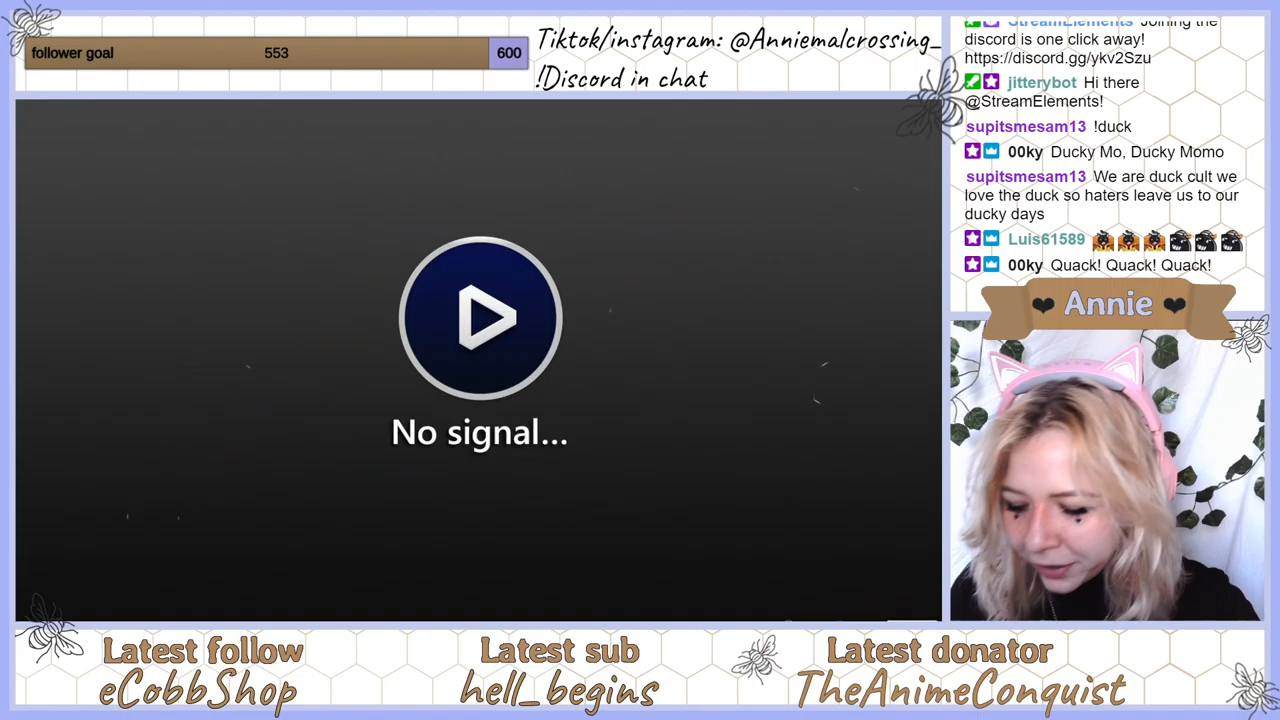 follower goal 553 600
Tiktok/instagram: @Anniemalcrossing_
!Discord in chat
StreamElements Joining the
discord is one click away!
https://discord.gg/ykv2Szu
jitterybot Hi there
@StreamElements!
supitsmesam13 !duck
00ky Ducky Mo, Ducky Momo
supitsmesam13 We are duck cult we
love the duck so haters leave us to our
ducky days
Luis61589
00ky Quack! Quack! Quack!
Annie
No signal...
Latest follow
eCobbShop
Latest sub
hell_begins
Latest donator
TheAnimeConquist